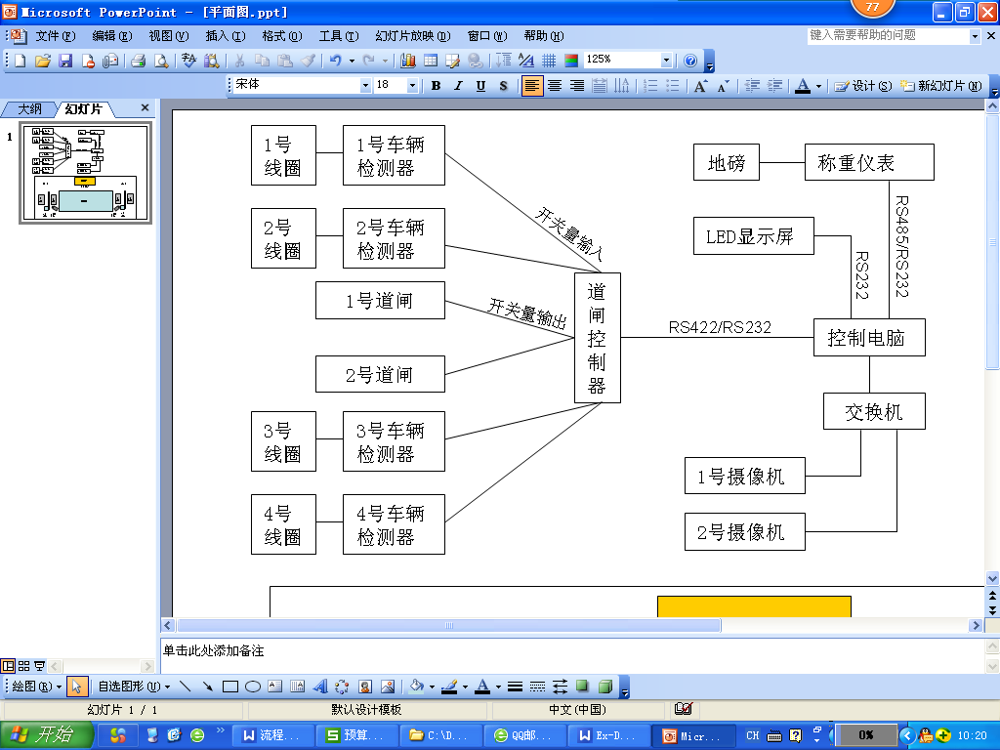 Microsoft PowerPoint - [平面图.ppt]
77
文件(F) 编辑(E) 视图(V) 插入(I) 格式(O) 工具(T) 幻灯片放映(D) 窗口(W) 帮助(H)
键入需要帮助的问题
125%
宋体 18 B I U S 设计(S) 新幻灯片(N)
大纲 幻灯片
1
1号
线圈
1号车辆
检测器
地磅
称重仪表
2号
线圈
2号车辆
检测器
开关量输入
LED显示屏
RS232
RS485/RS232
1号道闸
开关量输出
道
闸
控
制
器
RS422/RS232
控制电脑
2号道闸
交换机
3号
线圈
3号车辆
检测器
1号摄像机
4号
线圈
4号车辆
检测器
2号摄像机
单击此处添加备注
绘图(R) 自选图形(U)
幻灯片 1 / 1 默认设计模板 中文(中国)
开始 流程... 预算... C:\D... QQ邮... Ex-D... Micr... CH 0% 10:20